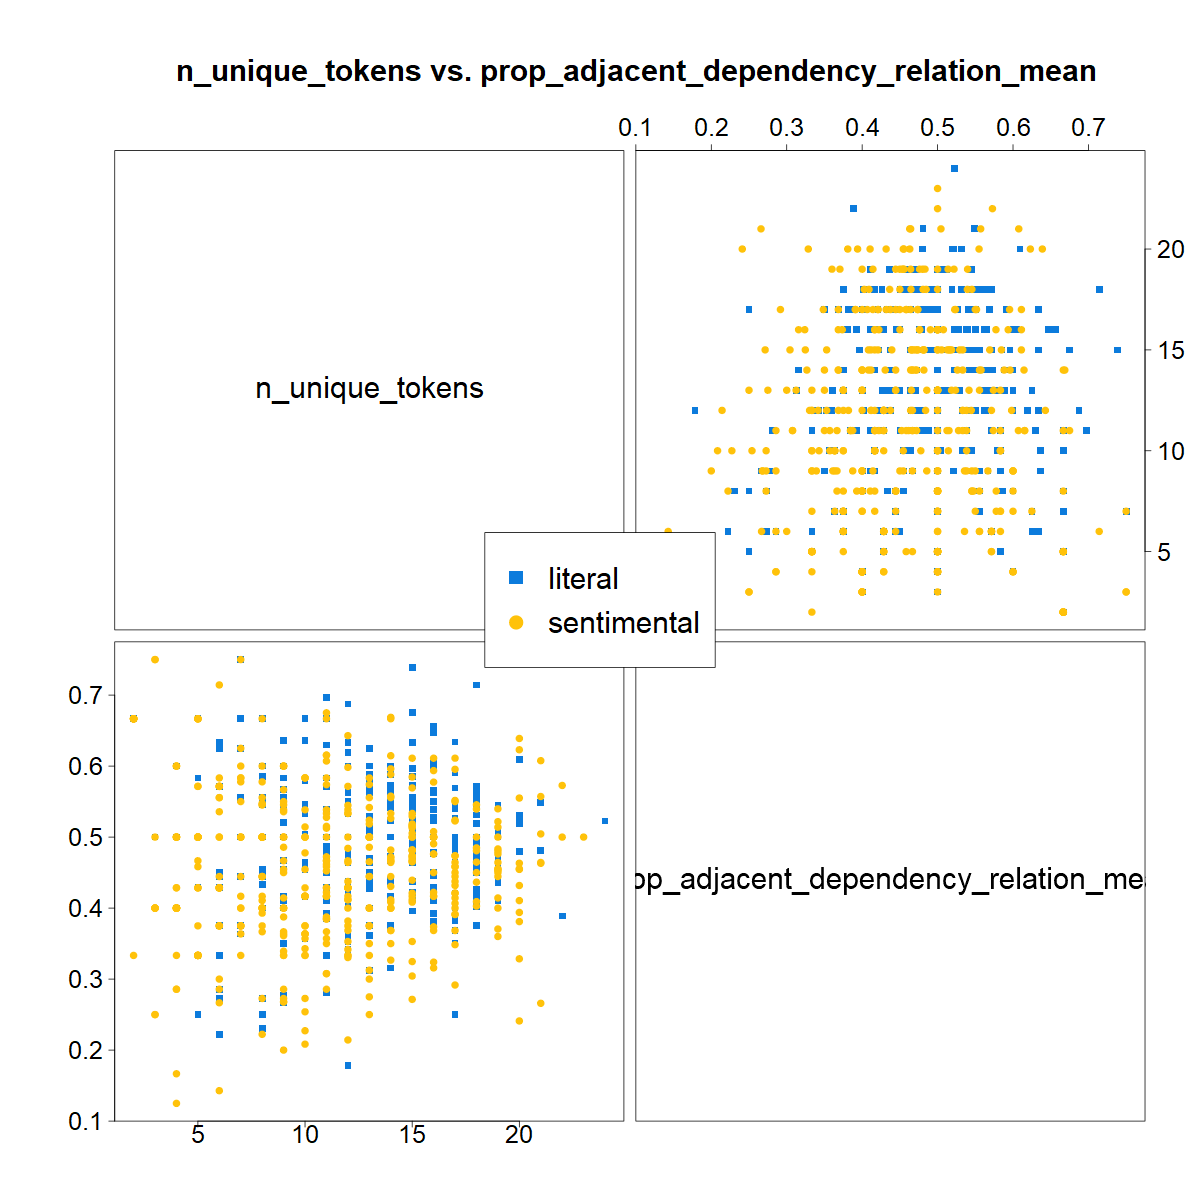 n_unique_tokens vs. prop_adjacent_dependency_relation_mean
0.1 0.2 0.3 0.4 0.5 0.6 0.7
n_unique_tokens
20
15
10
5
literal
sentimental
0.7
0.6
0.5
0.4
0.3
0.2
0.1
op_adjacent_dependency_relation_me
5 10 15 20